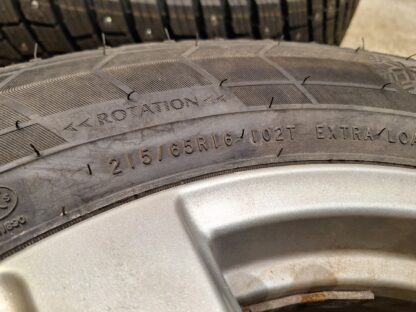 << ROTATION <<
215/65R16 102T EXTRA LOA